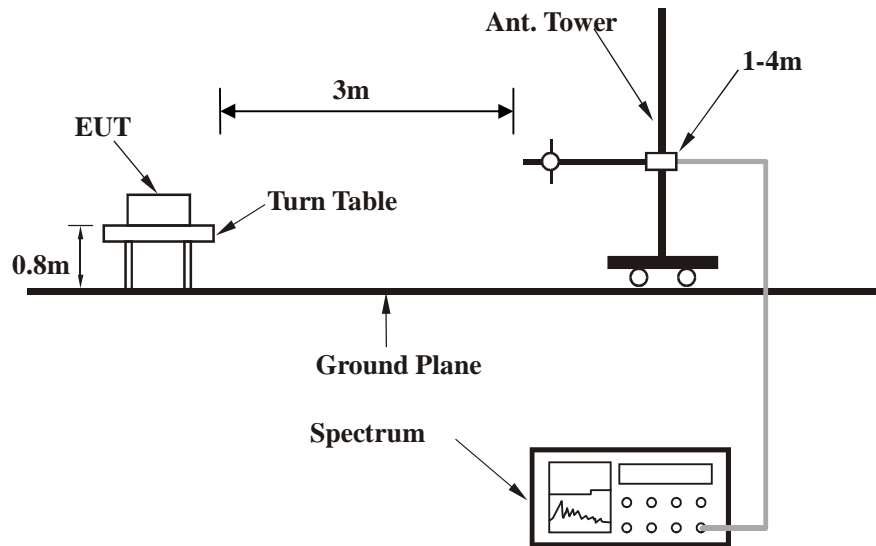 Ant. Tower
1-4m
3m
EUT
Turn Table
0.8m
Ground Plane
Spectrum